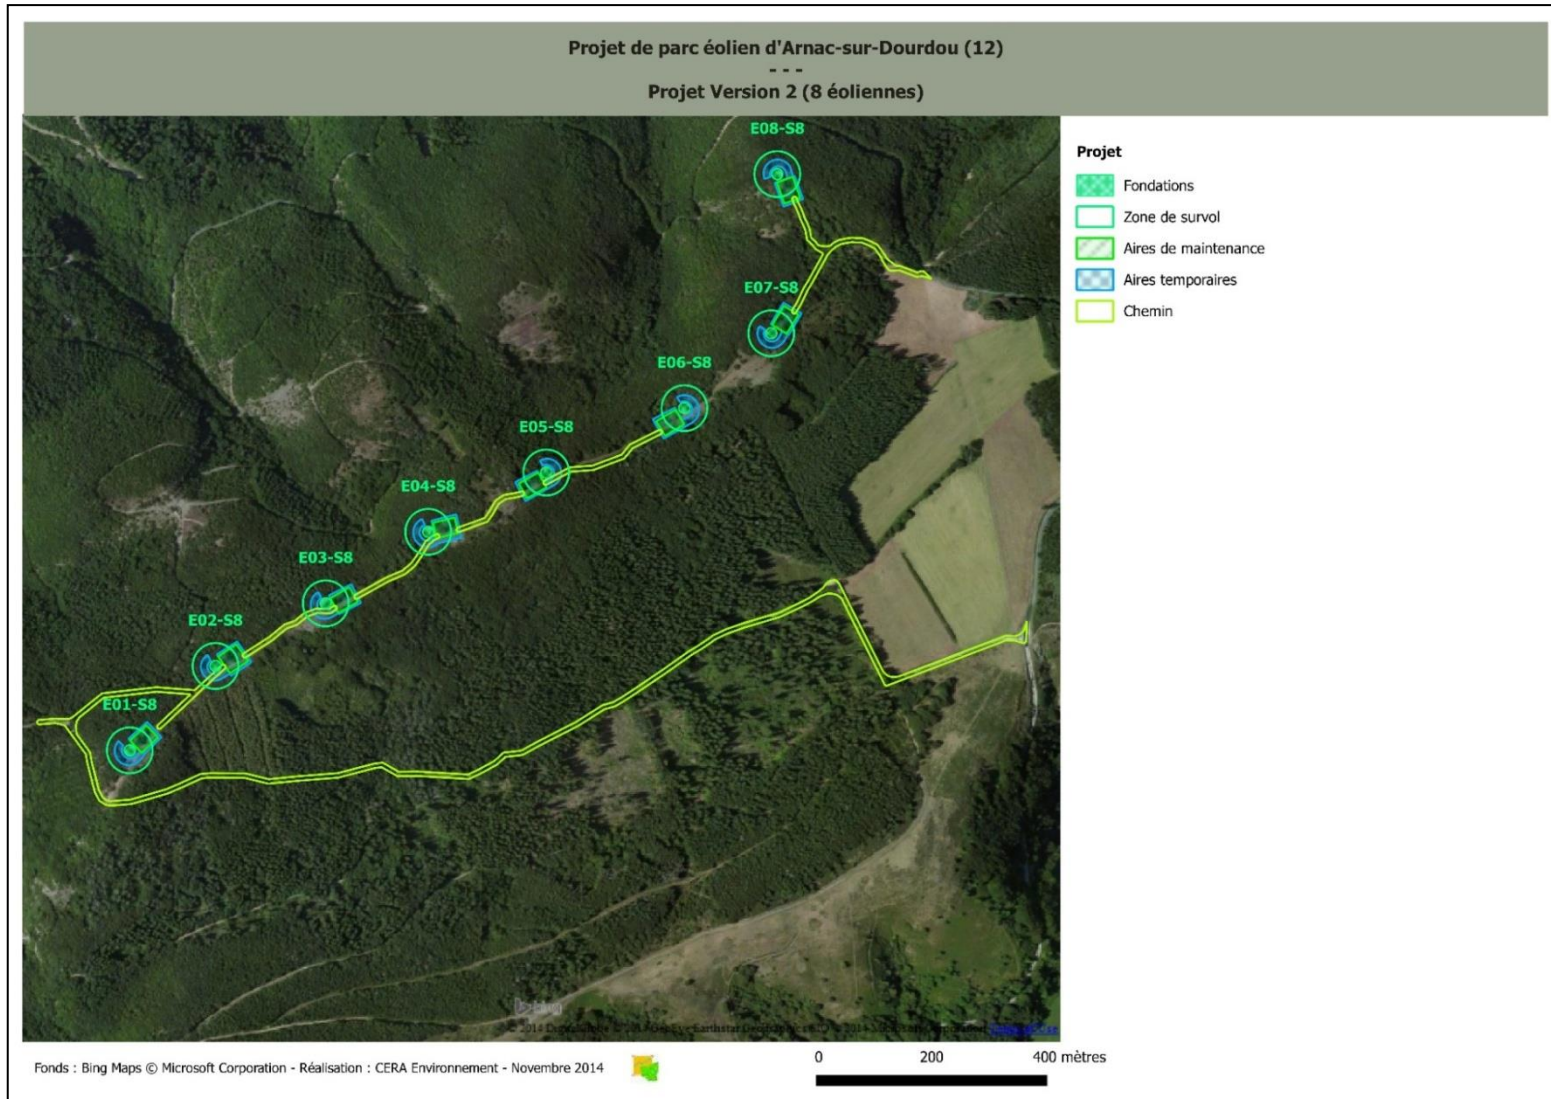 Projet de parc éolien d'Arnac-sur-Dourdou (12)
- - -
Projet Version 2 (8 éoliennes)
E08-S8
E07-S8
E06-S8
E05-S8
E04-S8
E03-S8
E02-S8
E01-S8
Projet
Fondations
Zone de survol
Aires de maintenance
Aires temporaires
Chemin
Fonds : Bing Maps © Microsoft Corporation - Réalisation : CERA Environnement - Novembre 2014
0 200 400 mètres